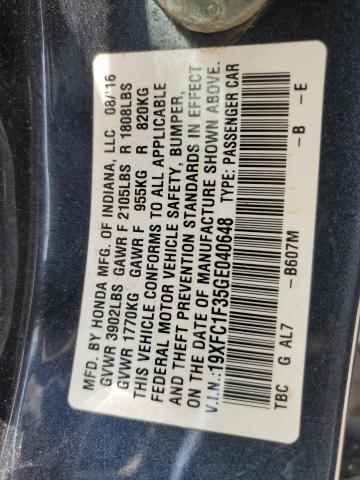 MFD. BY HONDA MFG. OF INDIANA, LLC 08/16
GVWR 3902LBS GAWR F 2105LBS R 1808LBS
GVWR 1770KG GAWR F 955KG R 820KG
THIS VEHICLE CONFORMS TO ALL APPLICABLE
FEDERAL MOTOR VEHICLE SAFETY, BUMPER,
AND THEFT PREVENTION STANDARDS IN EFFECT
ON THE DATE OF MANUFACTURE SHOWN ABOVE.
V.I.N.:19XFC1F35GE040648 TYPE: PASSENGER CAR
TBC G AL7 -B607M -B -E